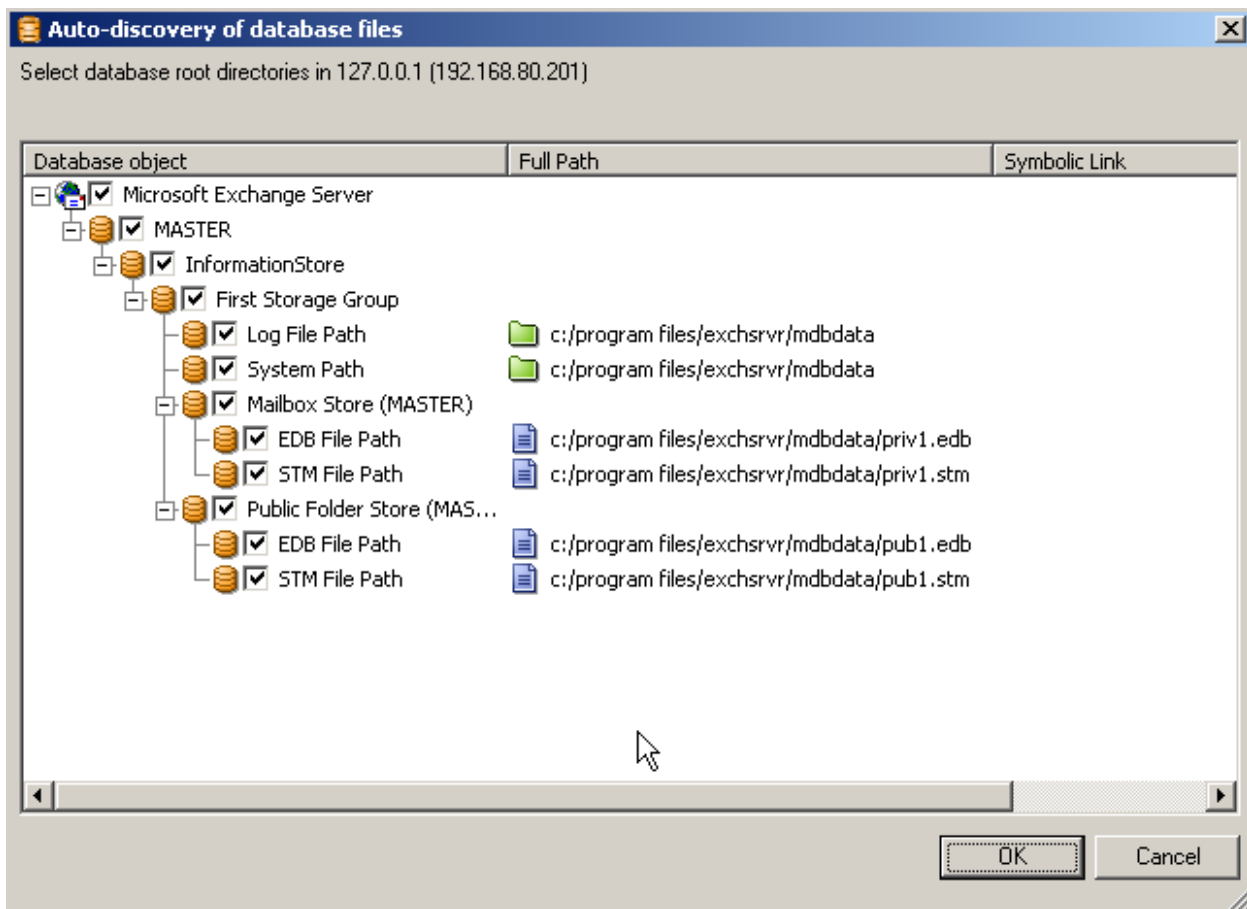 Auto-discovery of database files
Select database root directories in 127.0.0.1 (192.168.80.201)
Database object Full Path Symbolic Link
Microsoft Exchange Server
MASTER
InformationStore
First Storage Group
Log File Path c:/program files/exchsrvr/mdbdata
System Path c:/program files/exchsrvr/mdbdata
Mailbox Store (MASTER)
EDB File Path c:/program files/exchsrvr/mdbdata/priv1.edb
STM File Path c:/program files/exchsrvr/mdbdata/priv1.stm
Public Folder Store (MAS...
EDB File Path c:/program files/exchsrvr/mdbdata/pub1.edb
STM File Path c:/program files/exchsrvr/mdbdata/pub1.stm
OK Cancel